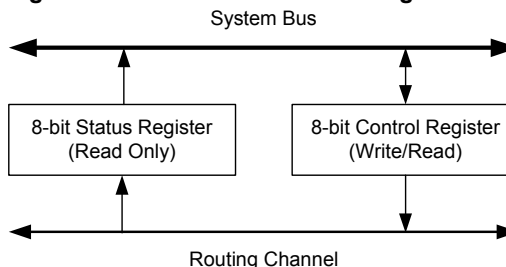 System Bus
8-bit Status Register
(Read Only)
8-bit Control Register
(Write/Read)
Routing Channel